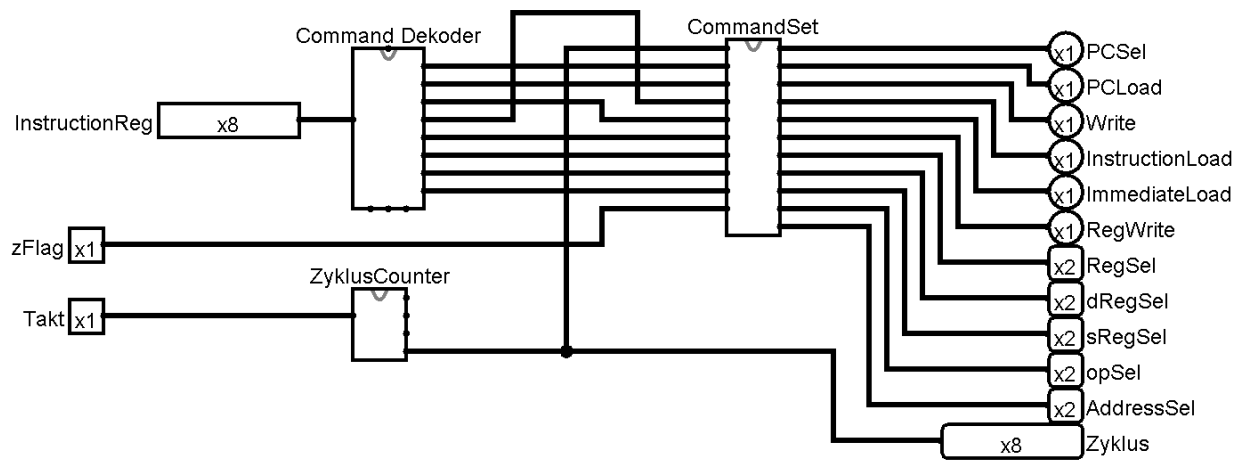 CommandSet
Command Dekoder
x1 PCSel
x1 PCLoad
InstructionReg x8
x1 Write
x1 InstructionLoad
x1 ImmediateLoad
x1 RegWrite
zFlag x1
x2 RegSel
ZyklusCounter
x2 dRegSel
Takt x1
x2 sRegSel
x2 opSel
x2 AddressSel
x8 Zyklus